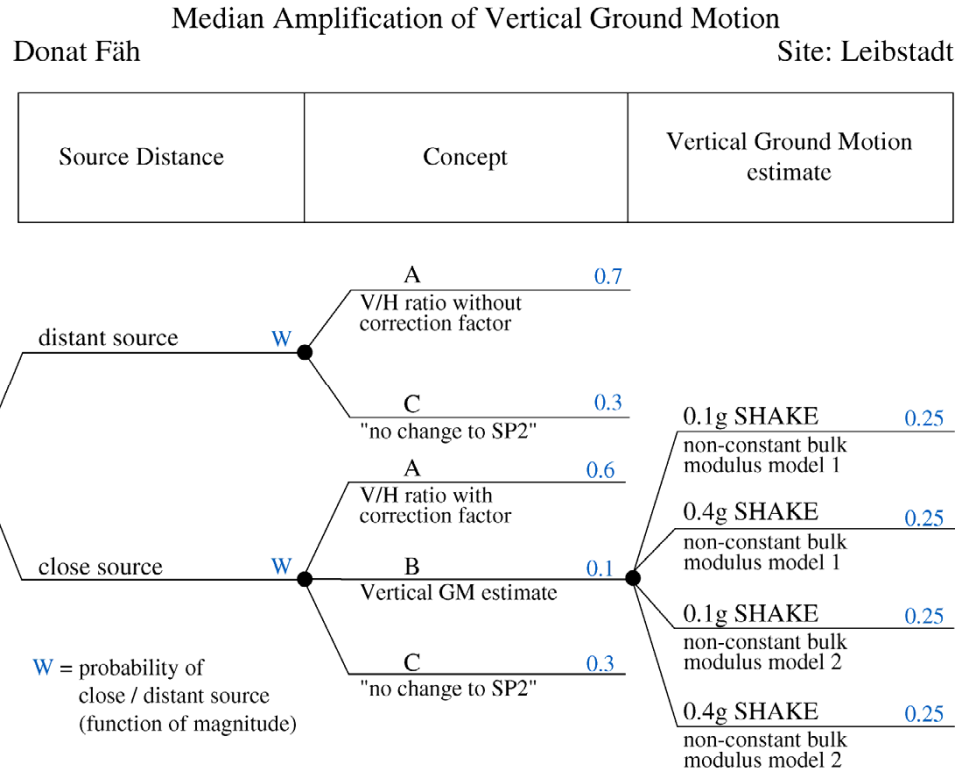 Median Amplification of Vertical Ground Motion
Donat Fäh
Site: Leibstadt
Source Distance
Concept
Vertical Ground Motion
estimate
distant source
W
A
0.7
V/H ratio without
correction factor
C
0.3
"no change to SP2"
close source
W
A
0.6
V/H ratio with
correction factor
B
0.1
Vertical GM estimate
C
0.3
"no change to SP2"
0.1g SHAKE
0.25
non-constant bulk
modulus model 1
0.4g SHAKE
0.25
non-constant bulk
modulus model 1
0.1g SHAKE
0.25
non-constant bulk
modulus model 2
0.4g SHAKE
0.25
non-constant bulk
modulus model 2
W = probability of
close / distant source
(function of magnitude)